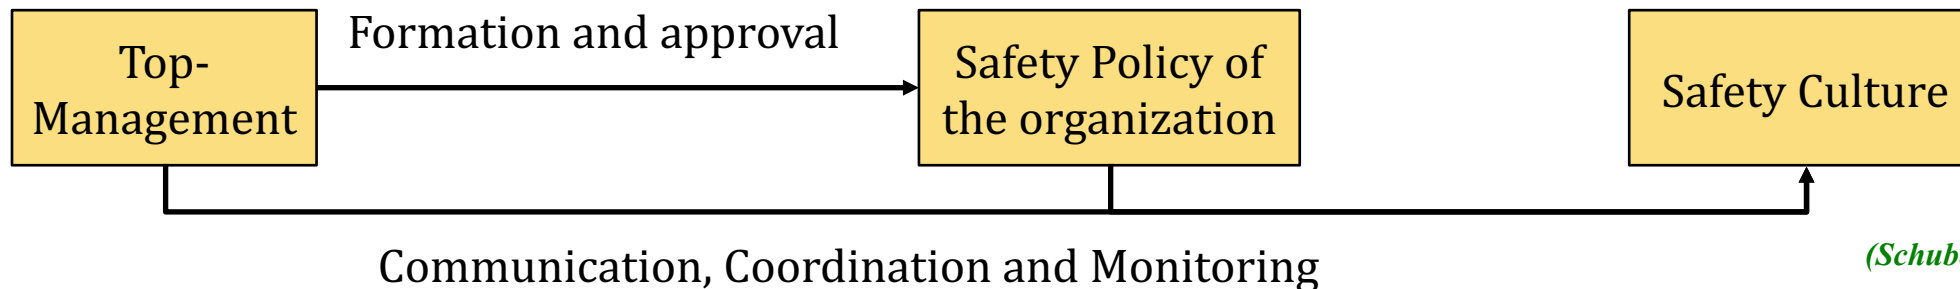 Formation and approval
Top-
Management
Safety Policy of
the organization
Safety Culture
Communication, Coordination and Monitoring